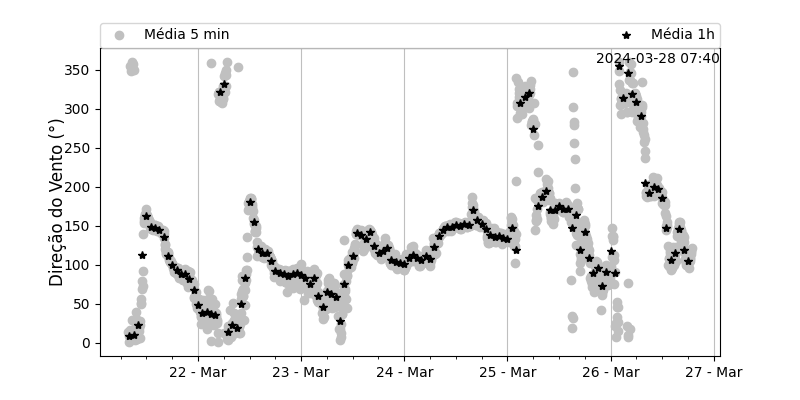 Média 5 min
Média 1h
2024-03-28 07:40
Direção do Vento (°)
350
300
250
200
150
100
50
0
22 - Mar
23 - Mar
24 - Mar
25 - Mar
26 - Mar
27 - Mar